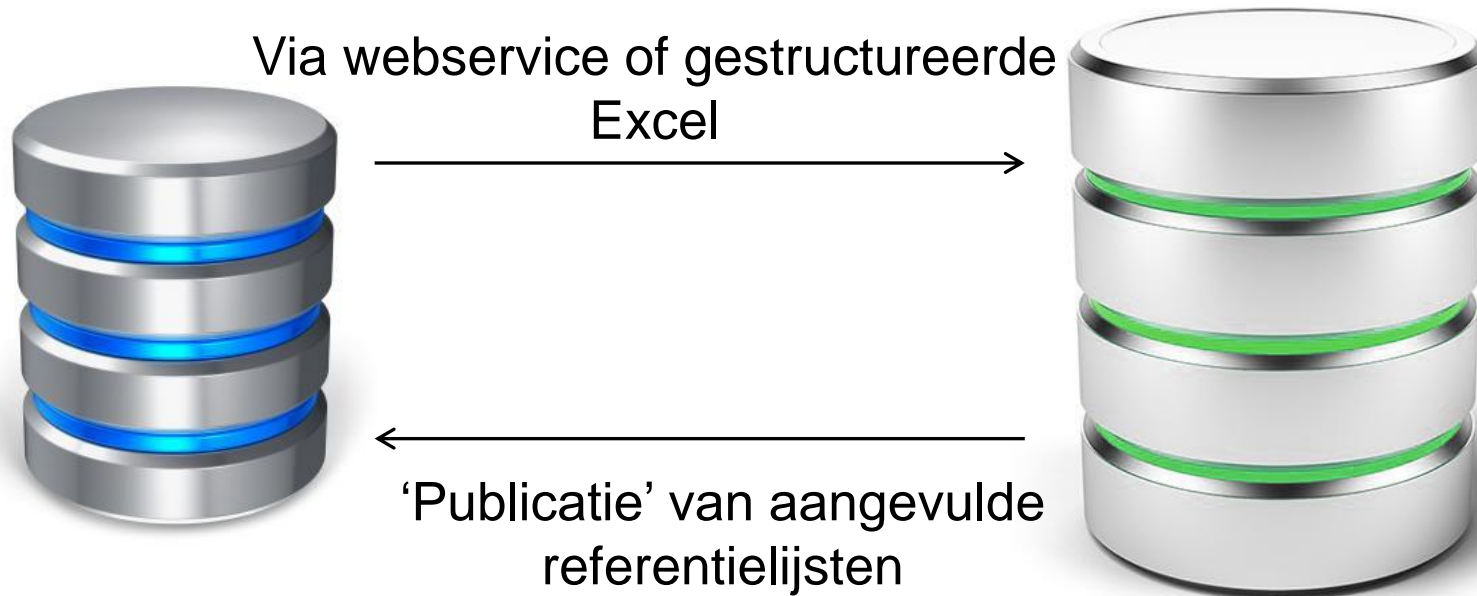 Via webservice of gestructureerde
Excel
‘Publicatie’ van aangevulde
referentielijsten